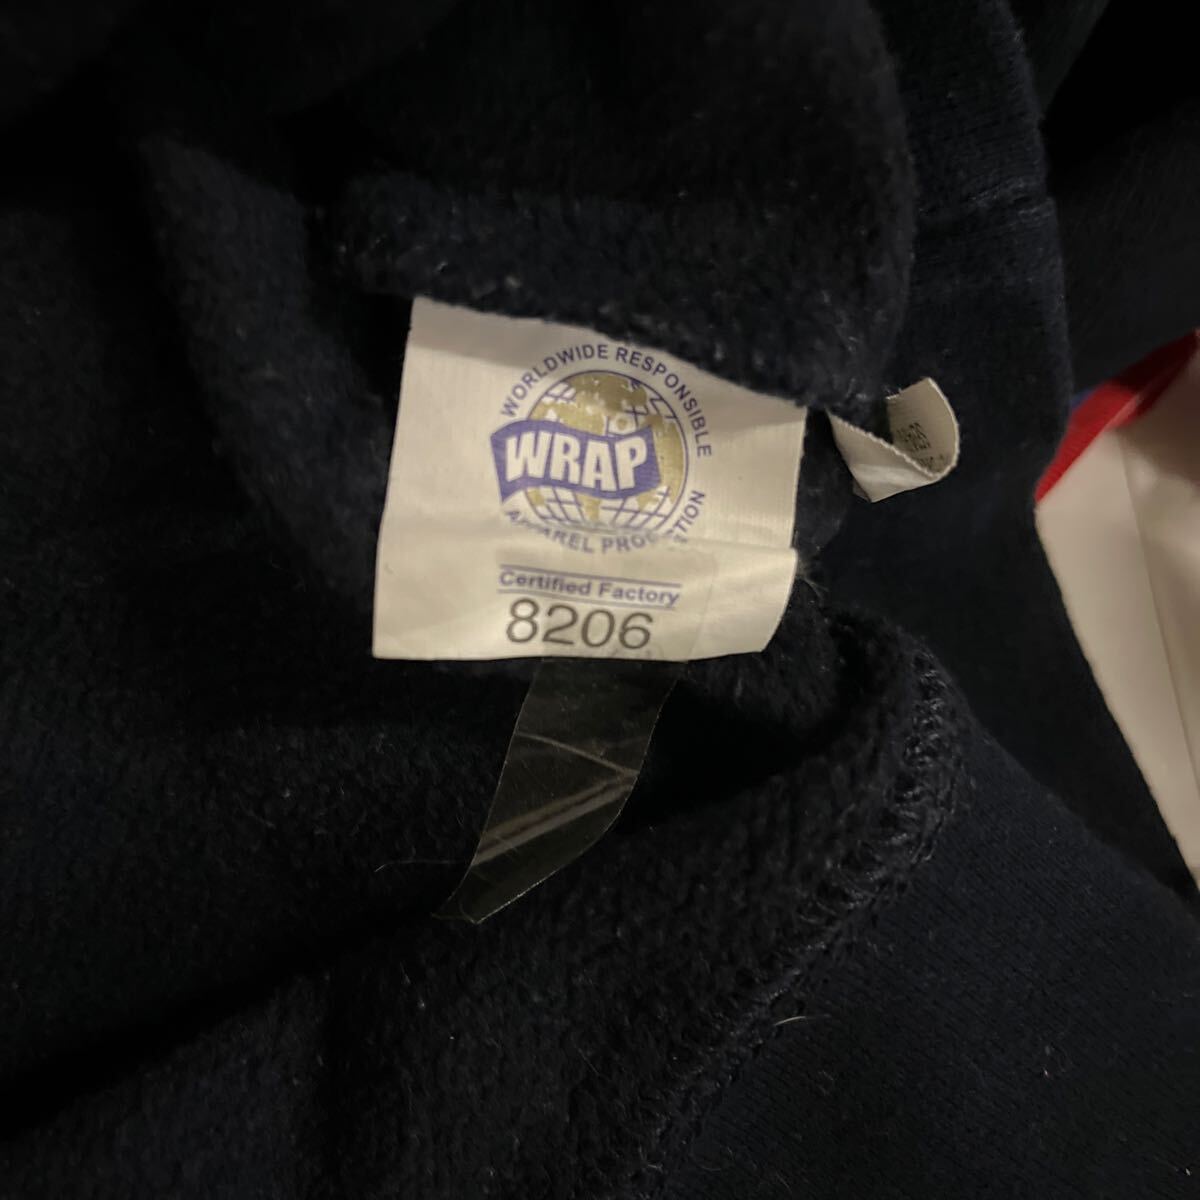 WORLDWIDE RESPONSIBLE
WRAP
APPAREL PRODUCTION
Certified Factory
8206